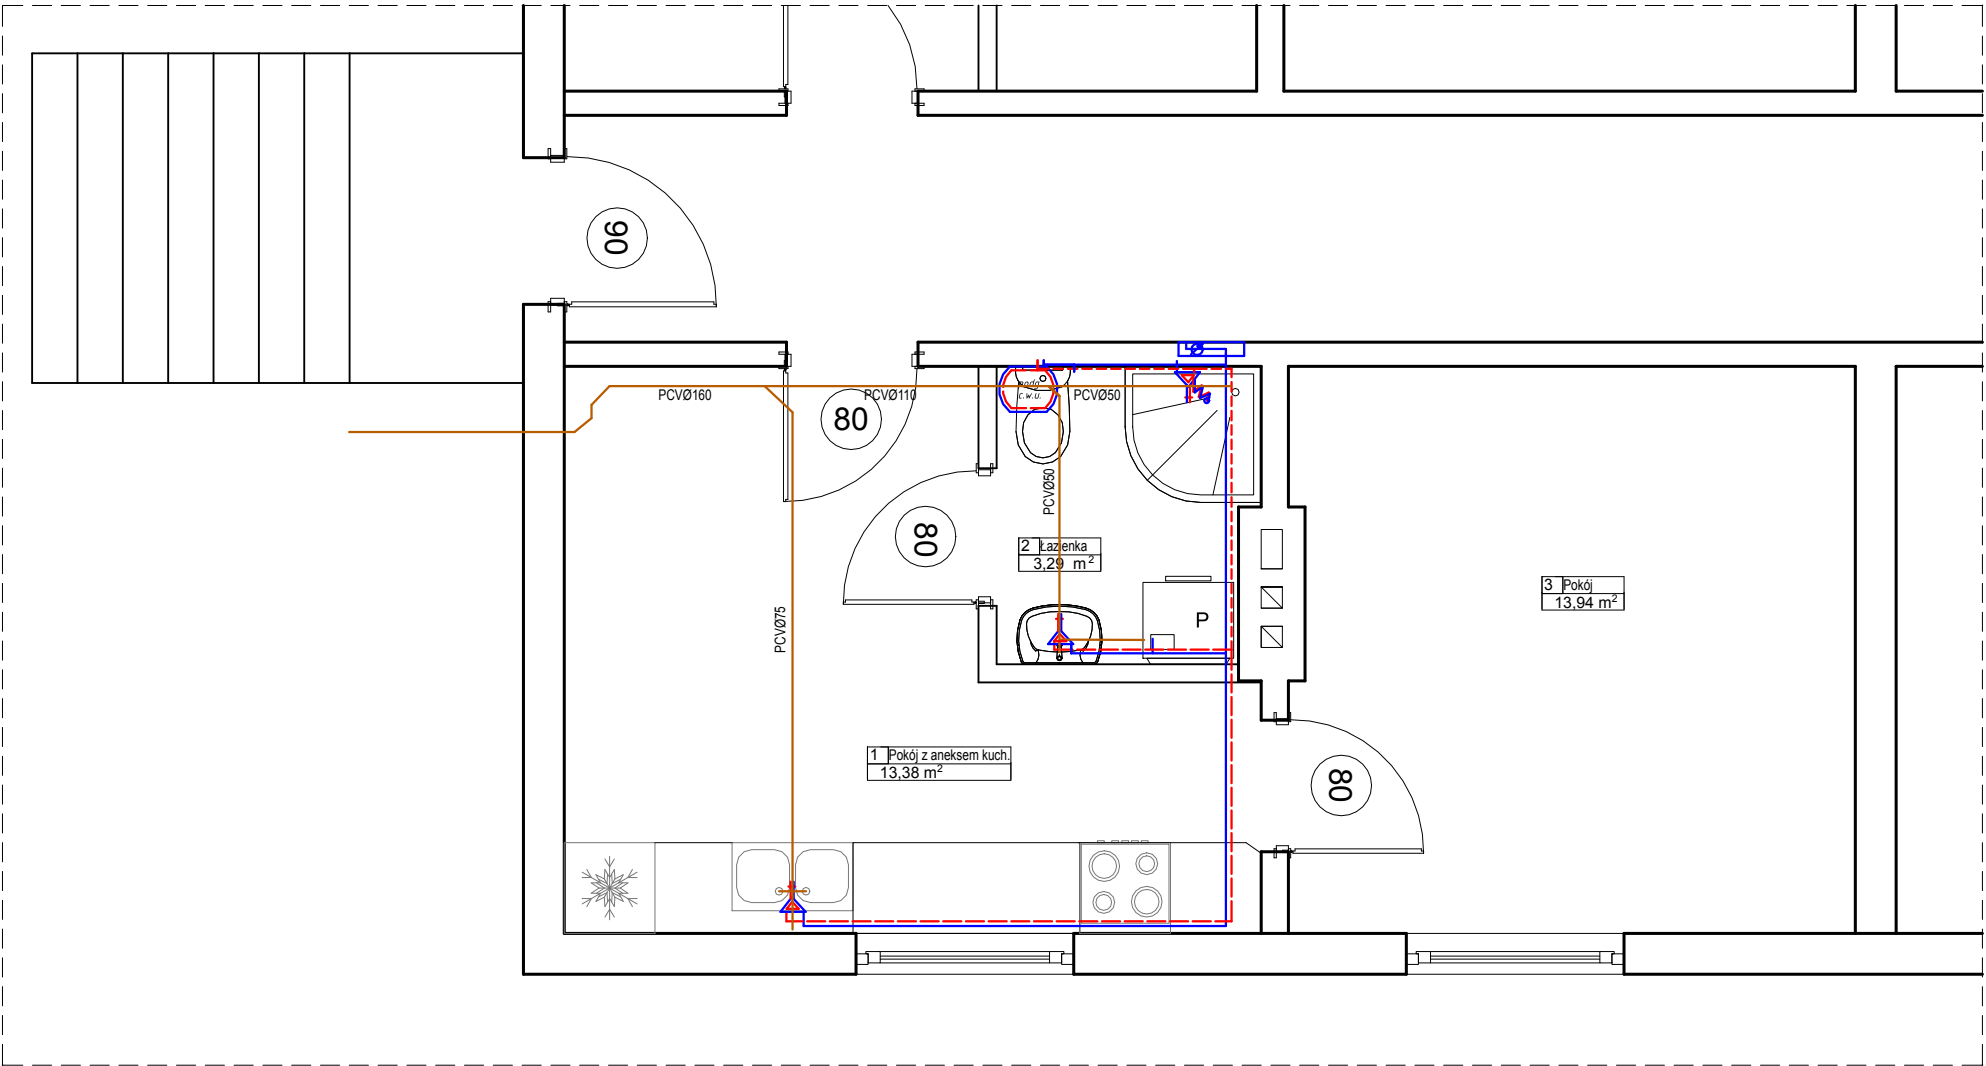 90
PCVØ160
PCVØ110
podg
c.w.u.
PCVØ50
80
PCVØ50
80
2 Łazienka
3,29 m²
3 Pokój
13,94 m²
PCVØ75
P
1 Pokój z aneksem kuch.
13,38 m²
80